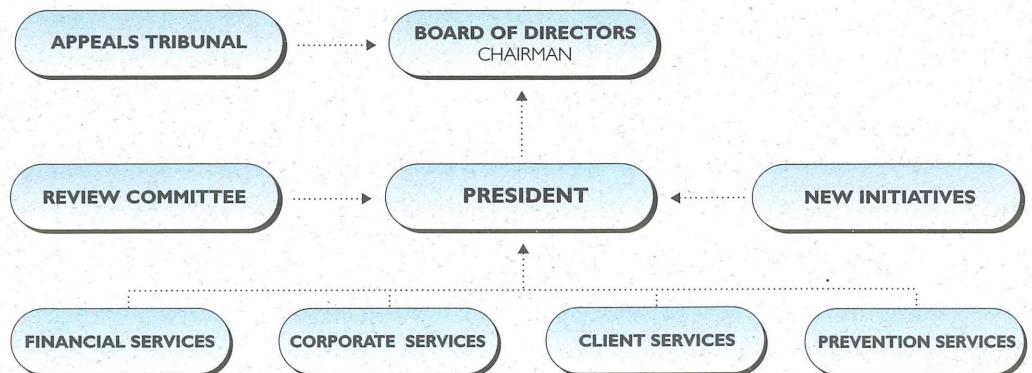 APPEALS TRIBUNAL
BOARD OF DIRECTORS
CHAIRMAN
REVIEW COMMITTEE
PRESIDENT
NEW INITIATIVES
FINANCIAL SERVICES
CORPORATE SERVICES
CLIENT SERVICES
PREVENTION SERVICES